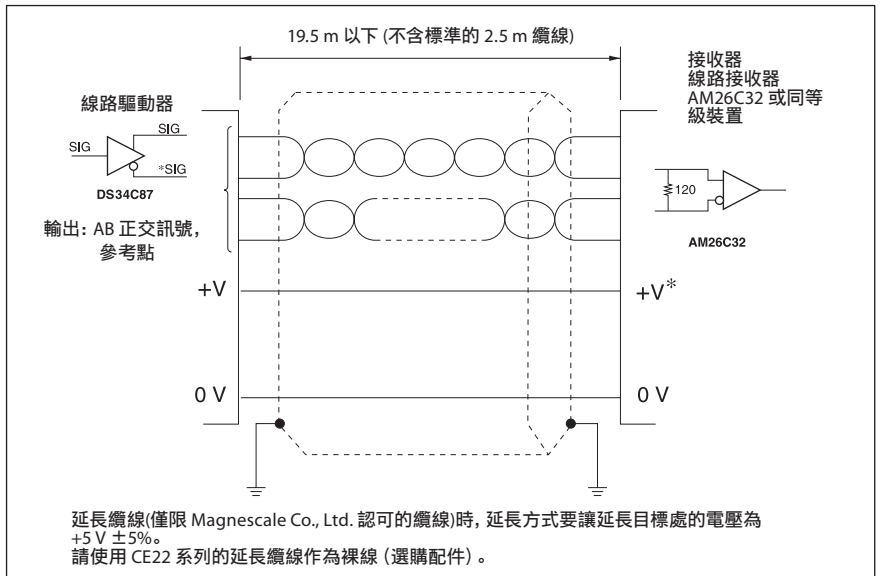 19.5 m 以下 (不含標準的 2.5 m 纜線)
接收器
線路接收器
AM26C32 或同等
級裝置
線路驅動器
SIG
SIG
*SIG
DS34C87
輸出: AB 正交訊號,
參考點
120
AM26C32
+V
+V*
0 V
0 V
延長纜線(僅限 Magnescale Co., Ltd. 認可的纜線)時, 延長方式要讓延長目標處的電壓為
+5 V ±5%。
請使用 CE22 系列的延長纜線作為裸線 (選購配件) 。